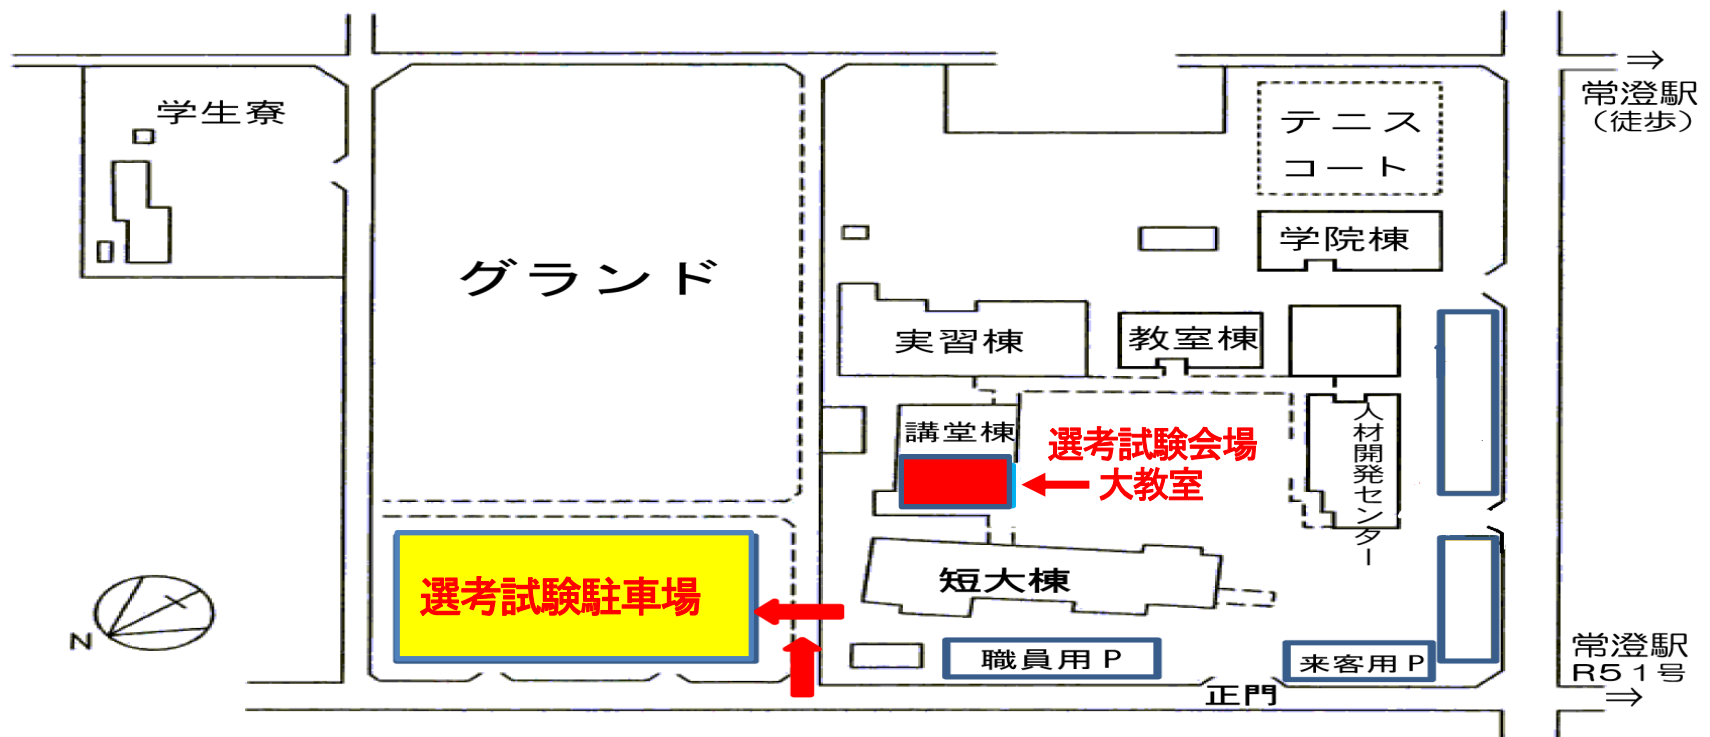 ⇒
常澄駅
（徒歩）
学生寮
テニス
コート
学院棟
グランド
実習棟
教室棟
人材開発センター
講堂棟
選考試験会場
大教室
選考試験駐車場
短大棟
N
職員用P
来客用P
正門
常澄駅
R51号
⇒